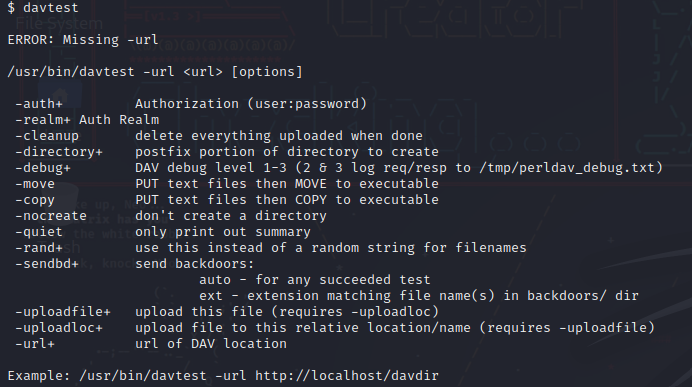 $ davtest
ERROR: Missing -url
/usr/bin/davtest -url <url> [options]
-auth+ Authorization (user:password)
-realm+ Auth Realm
-cleanup delete everything uploaded when done
-directory+ postfix portion of directory to create
-debug+ DAV debug level 1-3 (2 & 3 log req/resp to /tmp/perldav_debug.txt)
-move PUT text files then MOVE to executable
-copy PUT text files then COPY to executable
-nocreate don't create a directory
-quiet only print out summary
-rand+ use this instead of a random string for filenames
-sendbd+ send backdoors:
auto - for any succeeded test
ext - extension matching file name(s) in backdoors/ dir
-uploadfile+ upload this file (requires -uploadloc)
-uploadloc+ upload file to this relative location/name (requires -uploadfile)
-url+ url of DAV location
Example: /usr/bin/davtest -url http://localhost/davdir